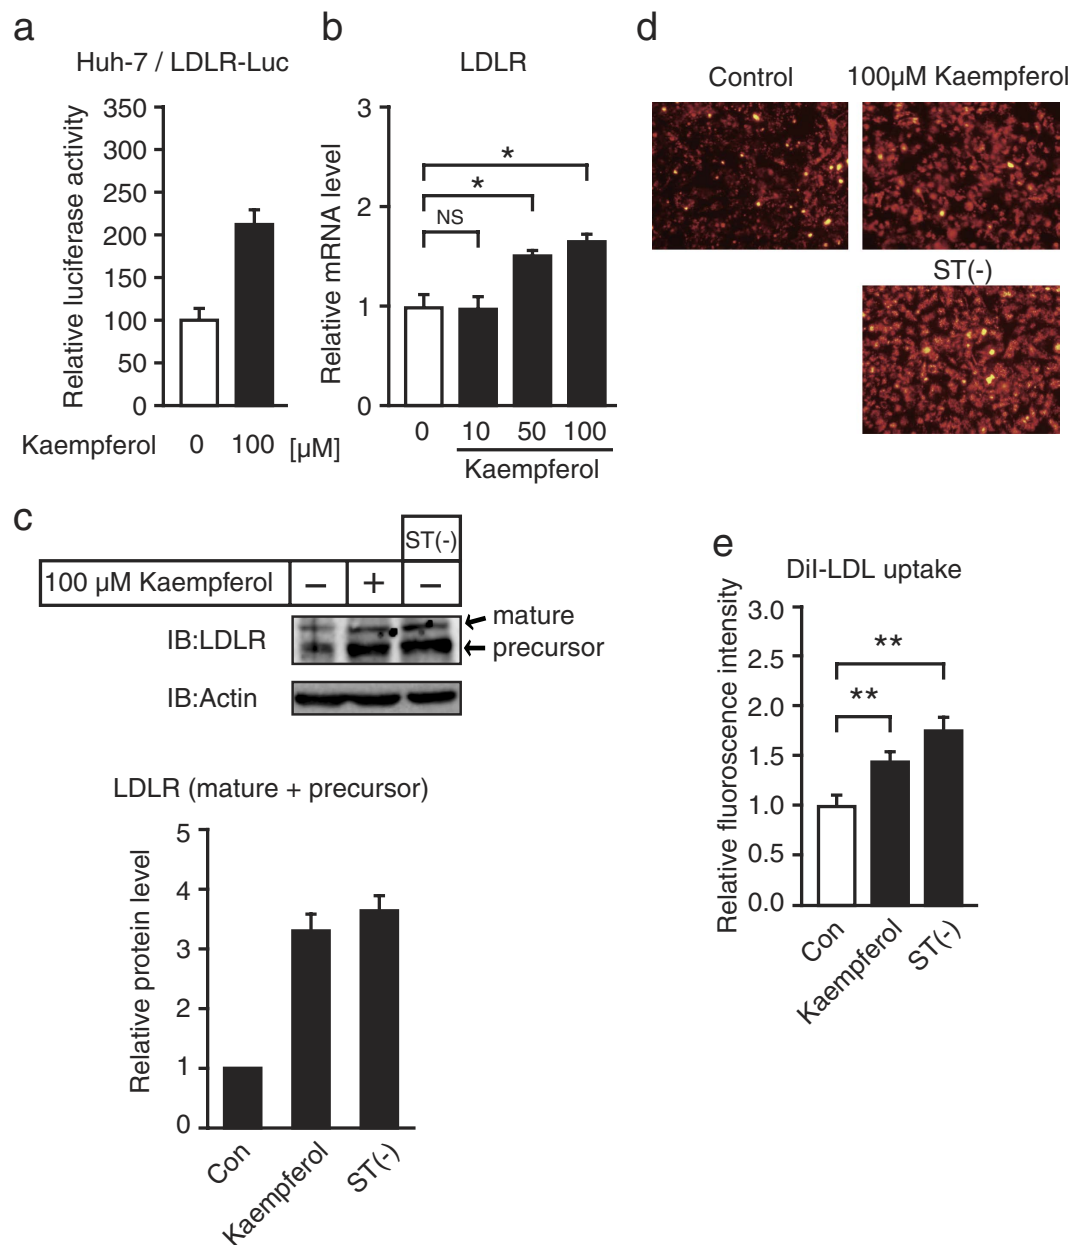 a
Huh-7 / LDLR-Luc
Relative luciferase activity
350
300
250
200
150
100
50
0
Kaempferol 0 100 [µM]
b
LDLR
Relative mRNA level
3
2
1
0
*
*
NS
0 10 50 100
Kaempferol
d
Control 100µM Kaempferol
ST(-)
c
ST(-)
100 µM Kaempferol − + −
IB:LDLR
mature
precursor
IB:Actin
LDLR (mature + precursor)
Relative protein level
5
4
3
2
1
0
Con
Kaempferol
ST(-)
e
DiI-LDL uptake
Relative fluoroscence intensity
3.0
2.5
2.0
1.5
1.0
0.5
0.0
**
**
Con
Kaempferol
ST(-)